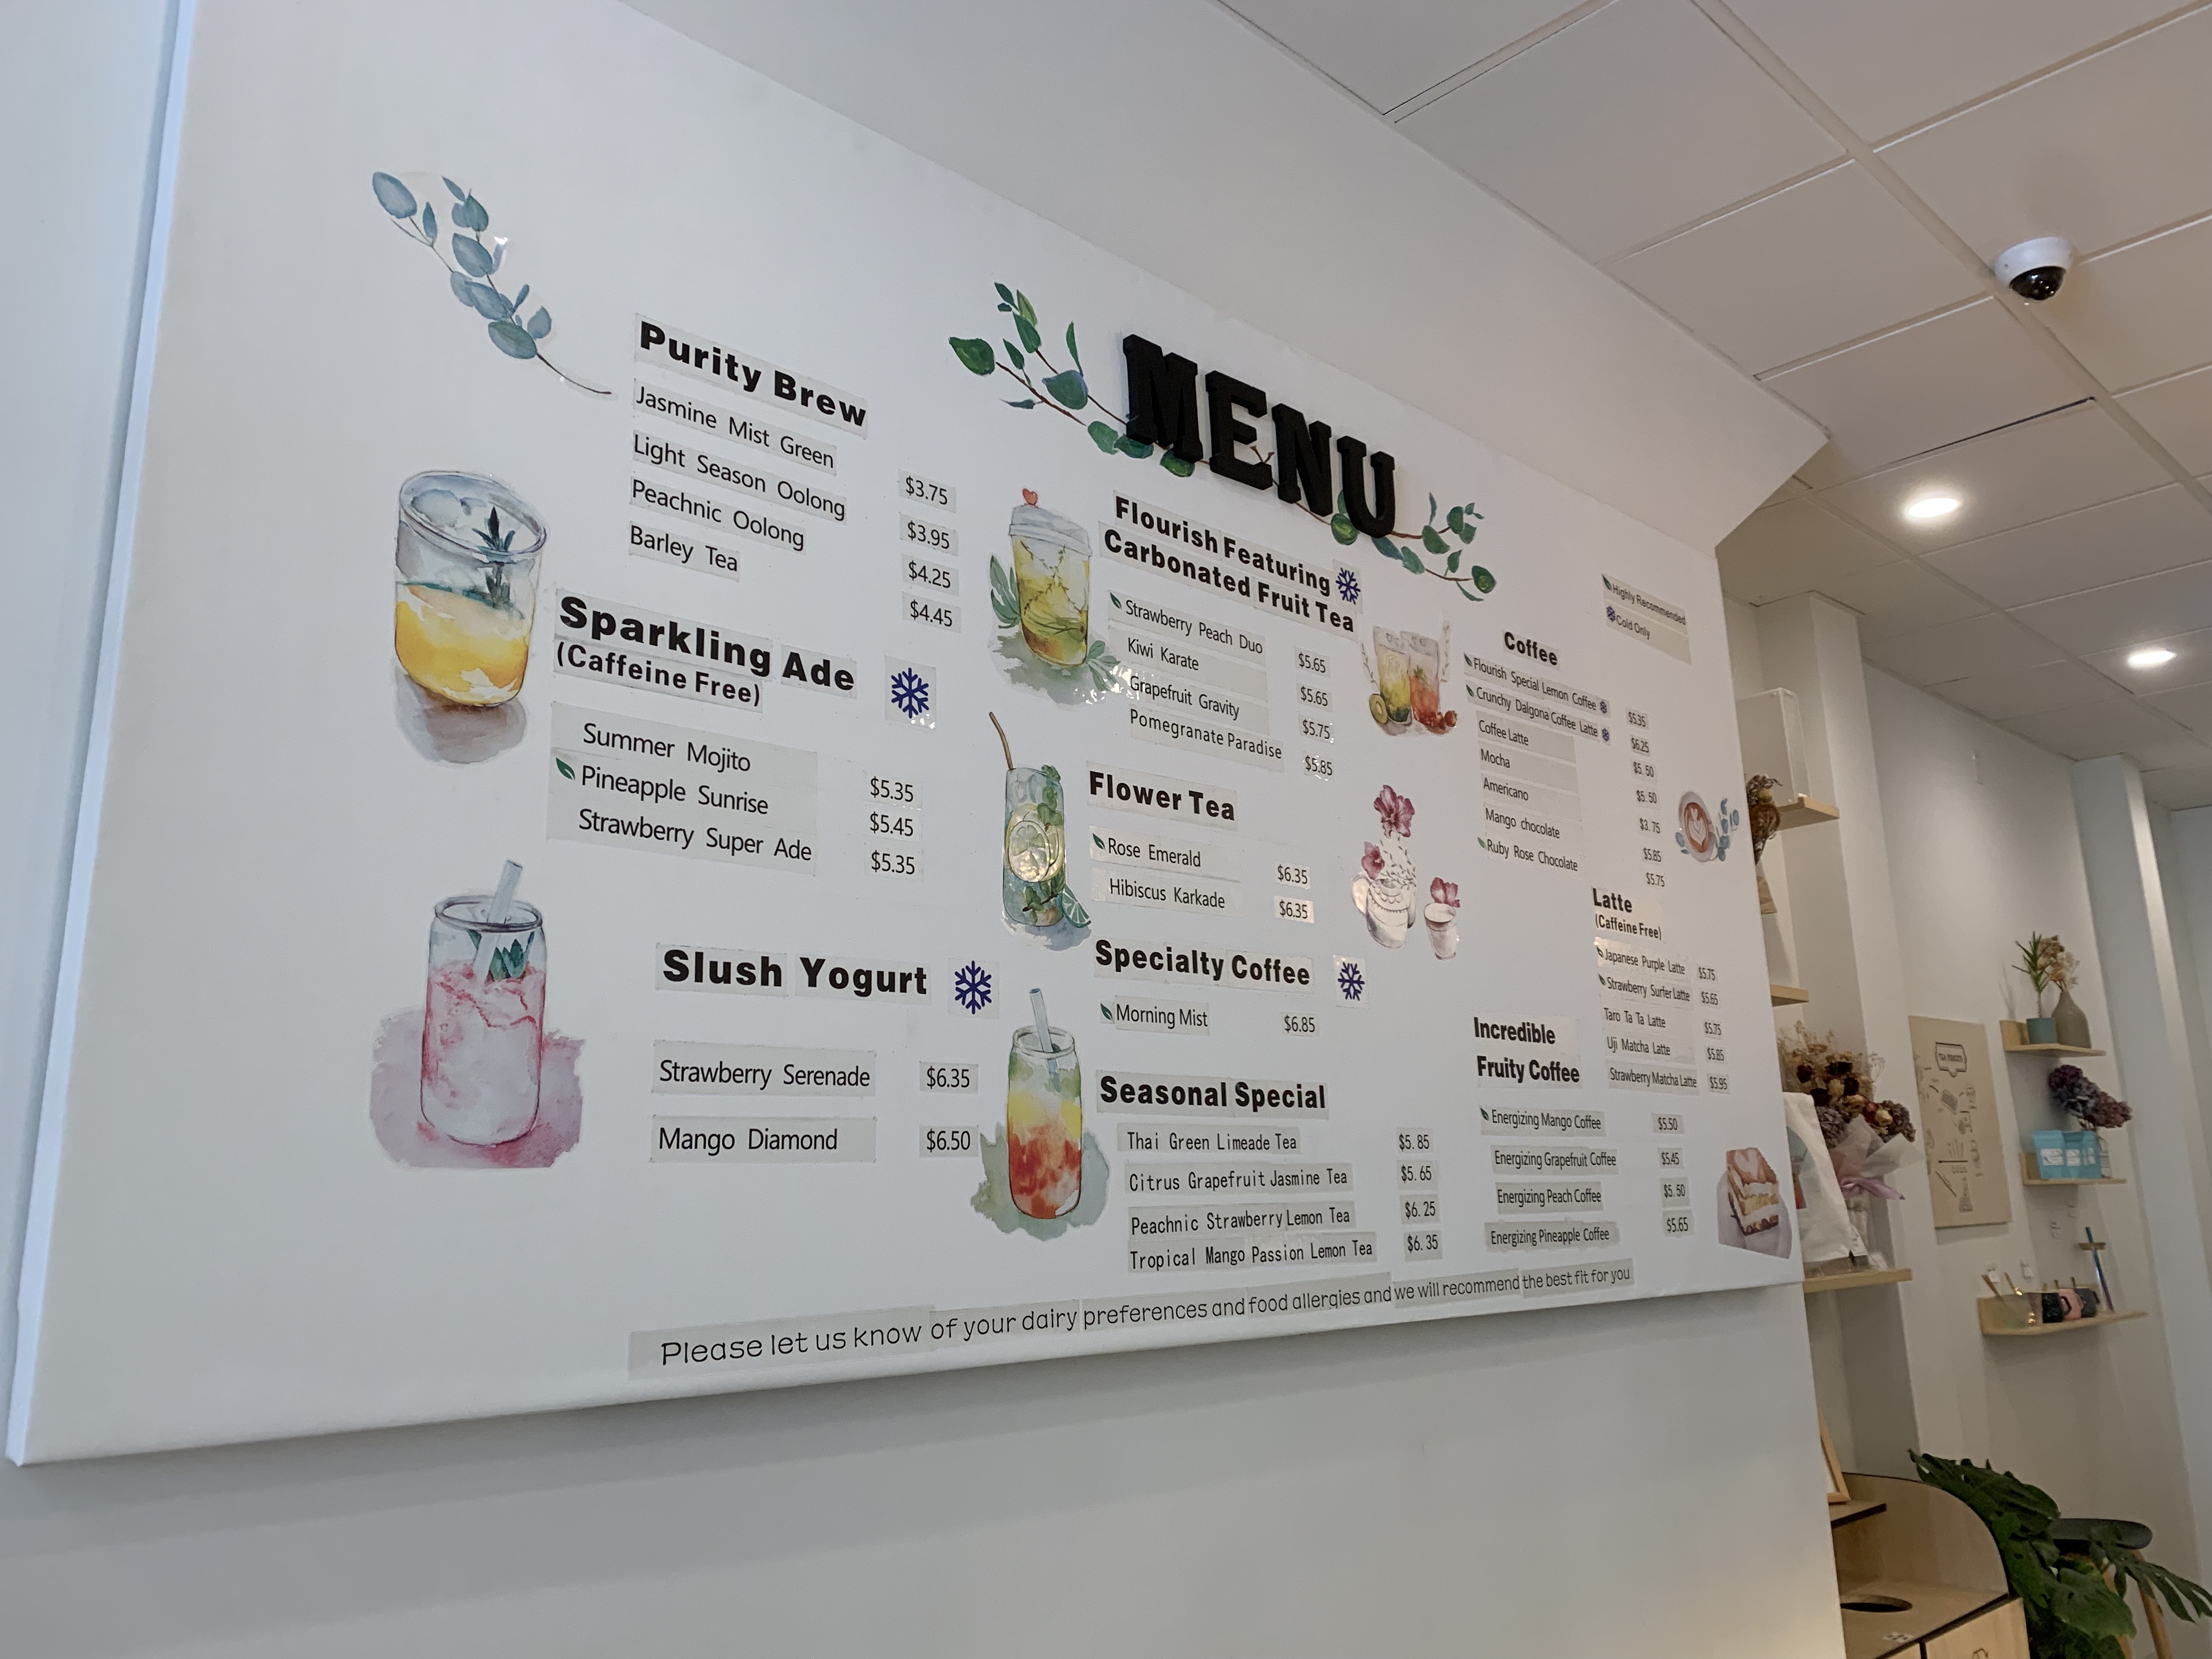 MENU
Purity Brew
Jasmine Mist Green $3.75
Light Season Oolong $3.95
Peachnic Oolong $4.25
Barley Tea $4.45
Sparkling Ade
(Caffeine Free)
Summer Mojito $5.35
Pineapple Sunrise $5.45
Strawberry Super Ade $5.35
Slush Yogurt
Strawberry Serenade $6.35
Mango Diamond $6.50
Flourish Featuring
Carbonated Fruit Tea
Strawberry Peach Duo $5.65
Kiwi Karate $5.65
Grapefruit Gravity $5.75
Pomegranate Paradise $5.85
Flower Tea
Rose Emerald $6.35
Hibiscus Karkade $6.35
Specialty Coffee
Morning Mist $6.85
Seasonal Special
Thai Green Limeade Tea $5.85
Citrus Grapefruit Jasmine Tea $5.65
Peachnic Strawberry Lemon Tea $6.25
Tropical Mango Passion Lemon Tea $6.35
Highly Recommended
Cold Only
Coffee
Flourish Special Lemon Coffee $5.35
Crunchy Dalgona Coffee Latte $6.25
Coffee Latte $5.50
Mocha $5.50
Americano $3.75
Mango chocolate $5.85
Ruby Rose Chocolate $5.75
Latte
(Caffeine Free)
Japanese Purple Latte $5.75
Strawberry Surfer Latte $5.65
Taro Ta Ta Latte $5.75
Uji Matcha Latte $5.85
Strawberry Matcha Latte $5.95
Incredible
Fruity Coffee
Energizing Mango Coffee $5.50
Energizing Grapefruit Coffee $5.45
Energizing Peach Coffee $5.50
Energizing Pineapple Coffee $5.65
Please let us know of your dairy preferences and food allergies and we will recommend the best fit for you